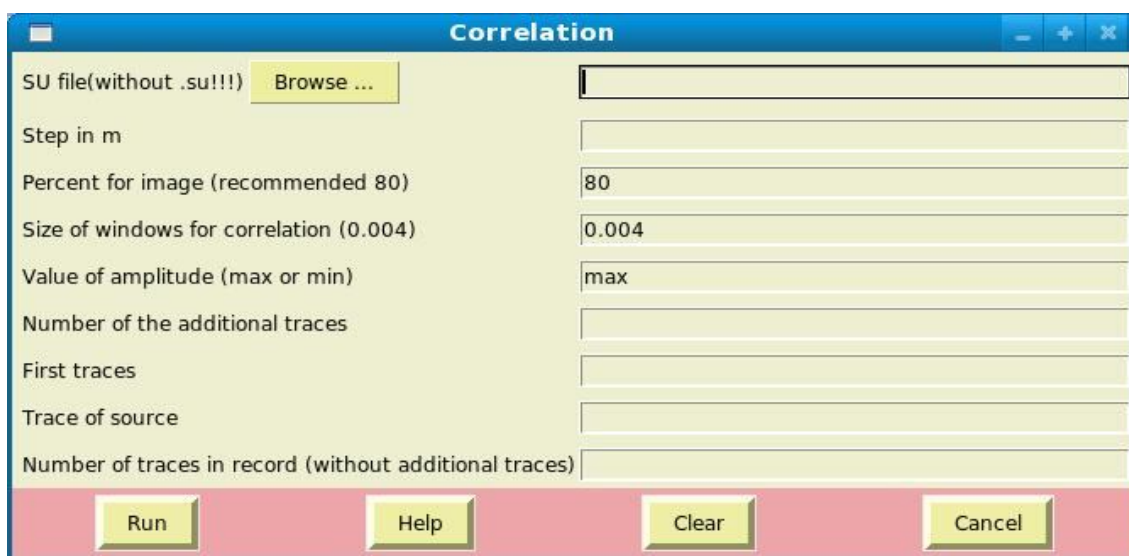 Correlation
SU file(without .su!!!) Browse ...
Step in m
Percent for image (recommended 80) 80
Size of windows for correlation (0.004) 0.004
Value of amplitude (max or min) max
Number of the additional traces
First traces
Trace of source
Number of traces in record (without additional traces)
Run Help Clear Cancel